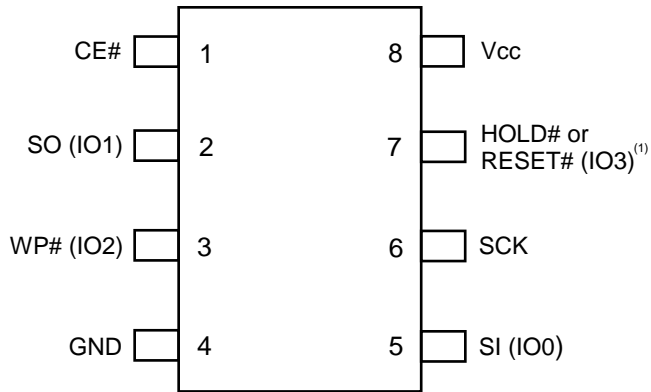 CE# 1 8 Vcc
SO (IO1) 2 7 HOLD# or
RESET# (IO3)(1)
WP# (IO2) 3 6 SCK
GND 4 5 SI (IO0)